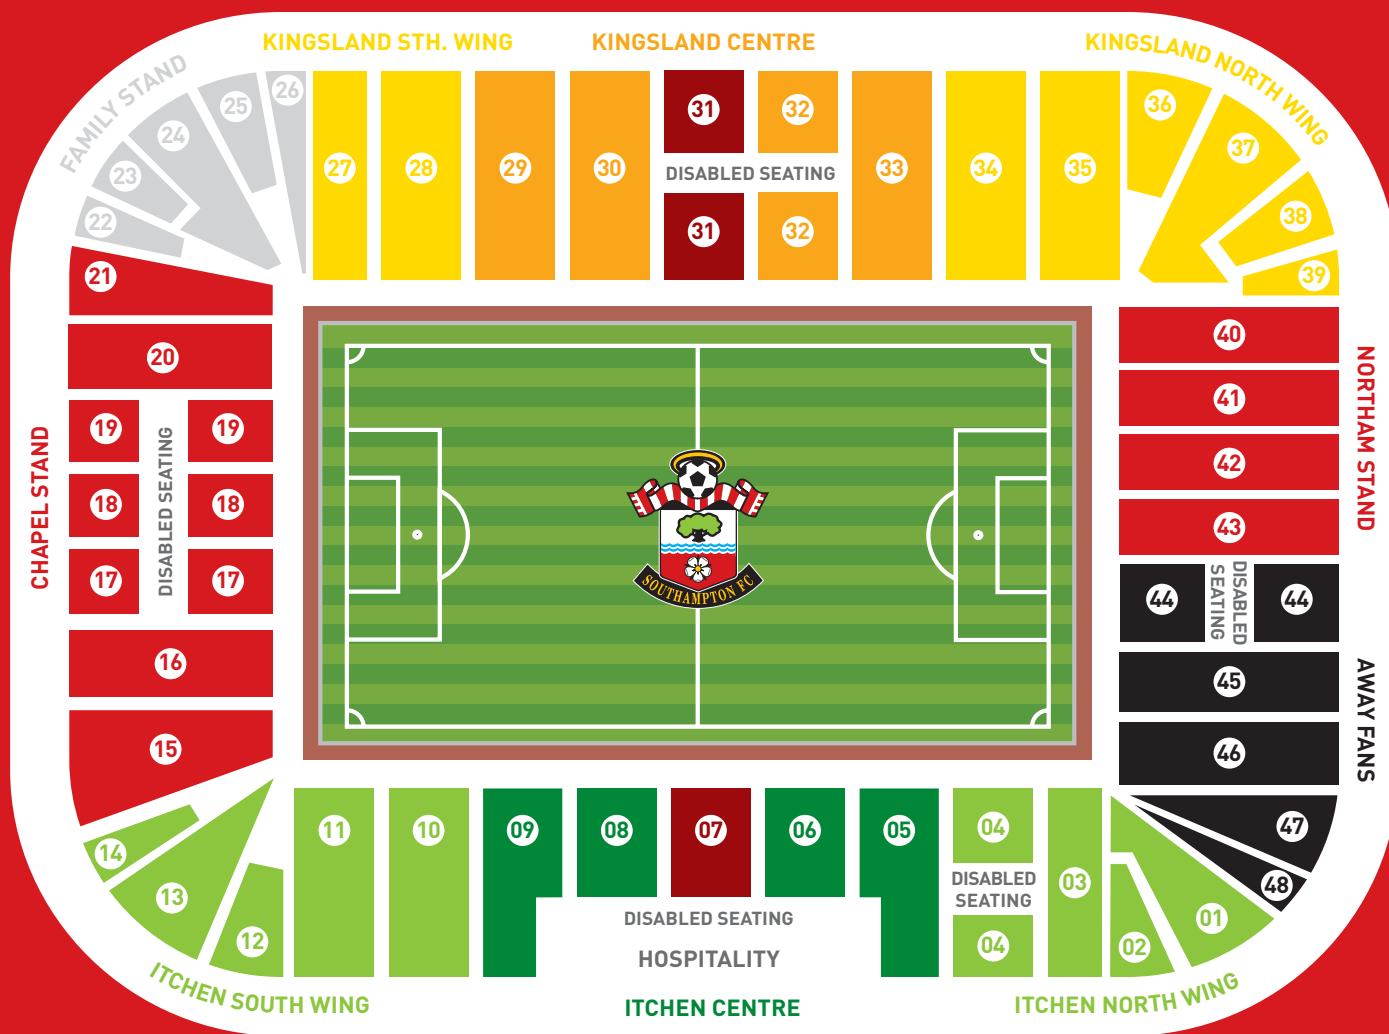 KINGSLAND STH. WING
KINGSLAND CENTRE
KINGSLAND NORTH WING
FAMILY STAND
22
23
24
25
26
27
28
29
30
31
32
DISABLED SEATING
31
32
33
34
35
36
37
38
39
CHAPEL STAND
21
20
19
19
18
18
17
17
DISABLED SEATING
16
15
SOUTHAMPTON FC
NORTHAM STAND
40
41
42
43
44
DISABLED
SEATING
44
AWAY FANS
45
46
47
48
14
13
12
11
10
09
08
07
06
05
04
DISABLED
SEATING
04
03
02
01
DISABLED SEATING
HOSPITALITY
ITCHEN SOUTH WING
ITCHEN CENTRE
ITCHEN NORTH WING